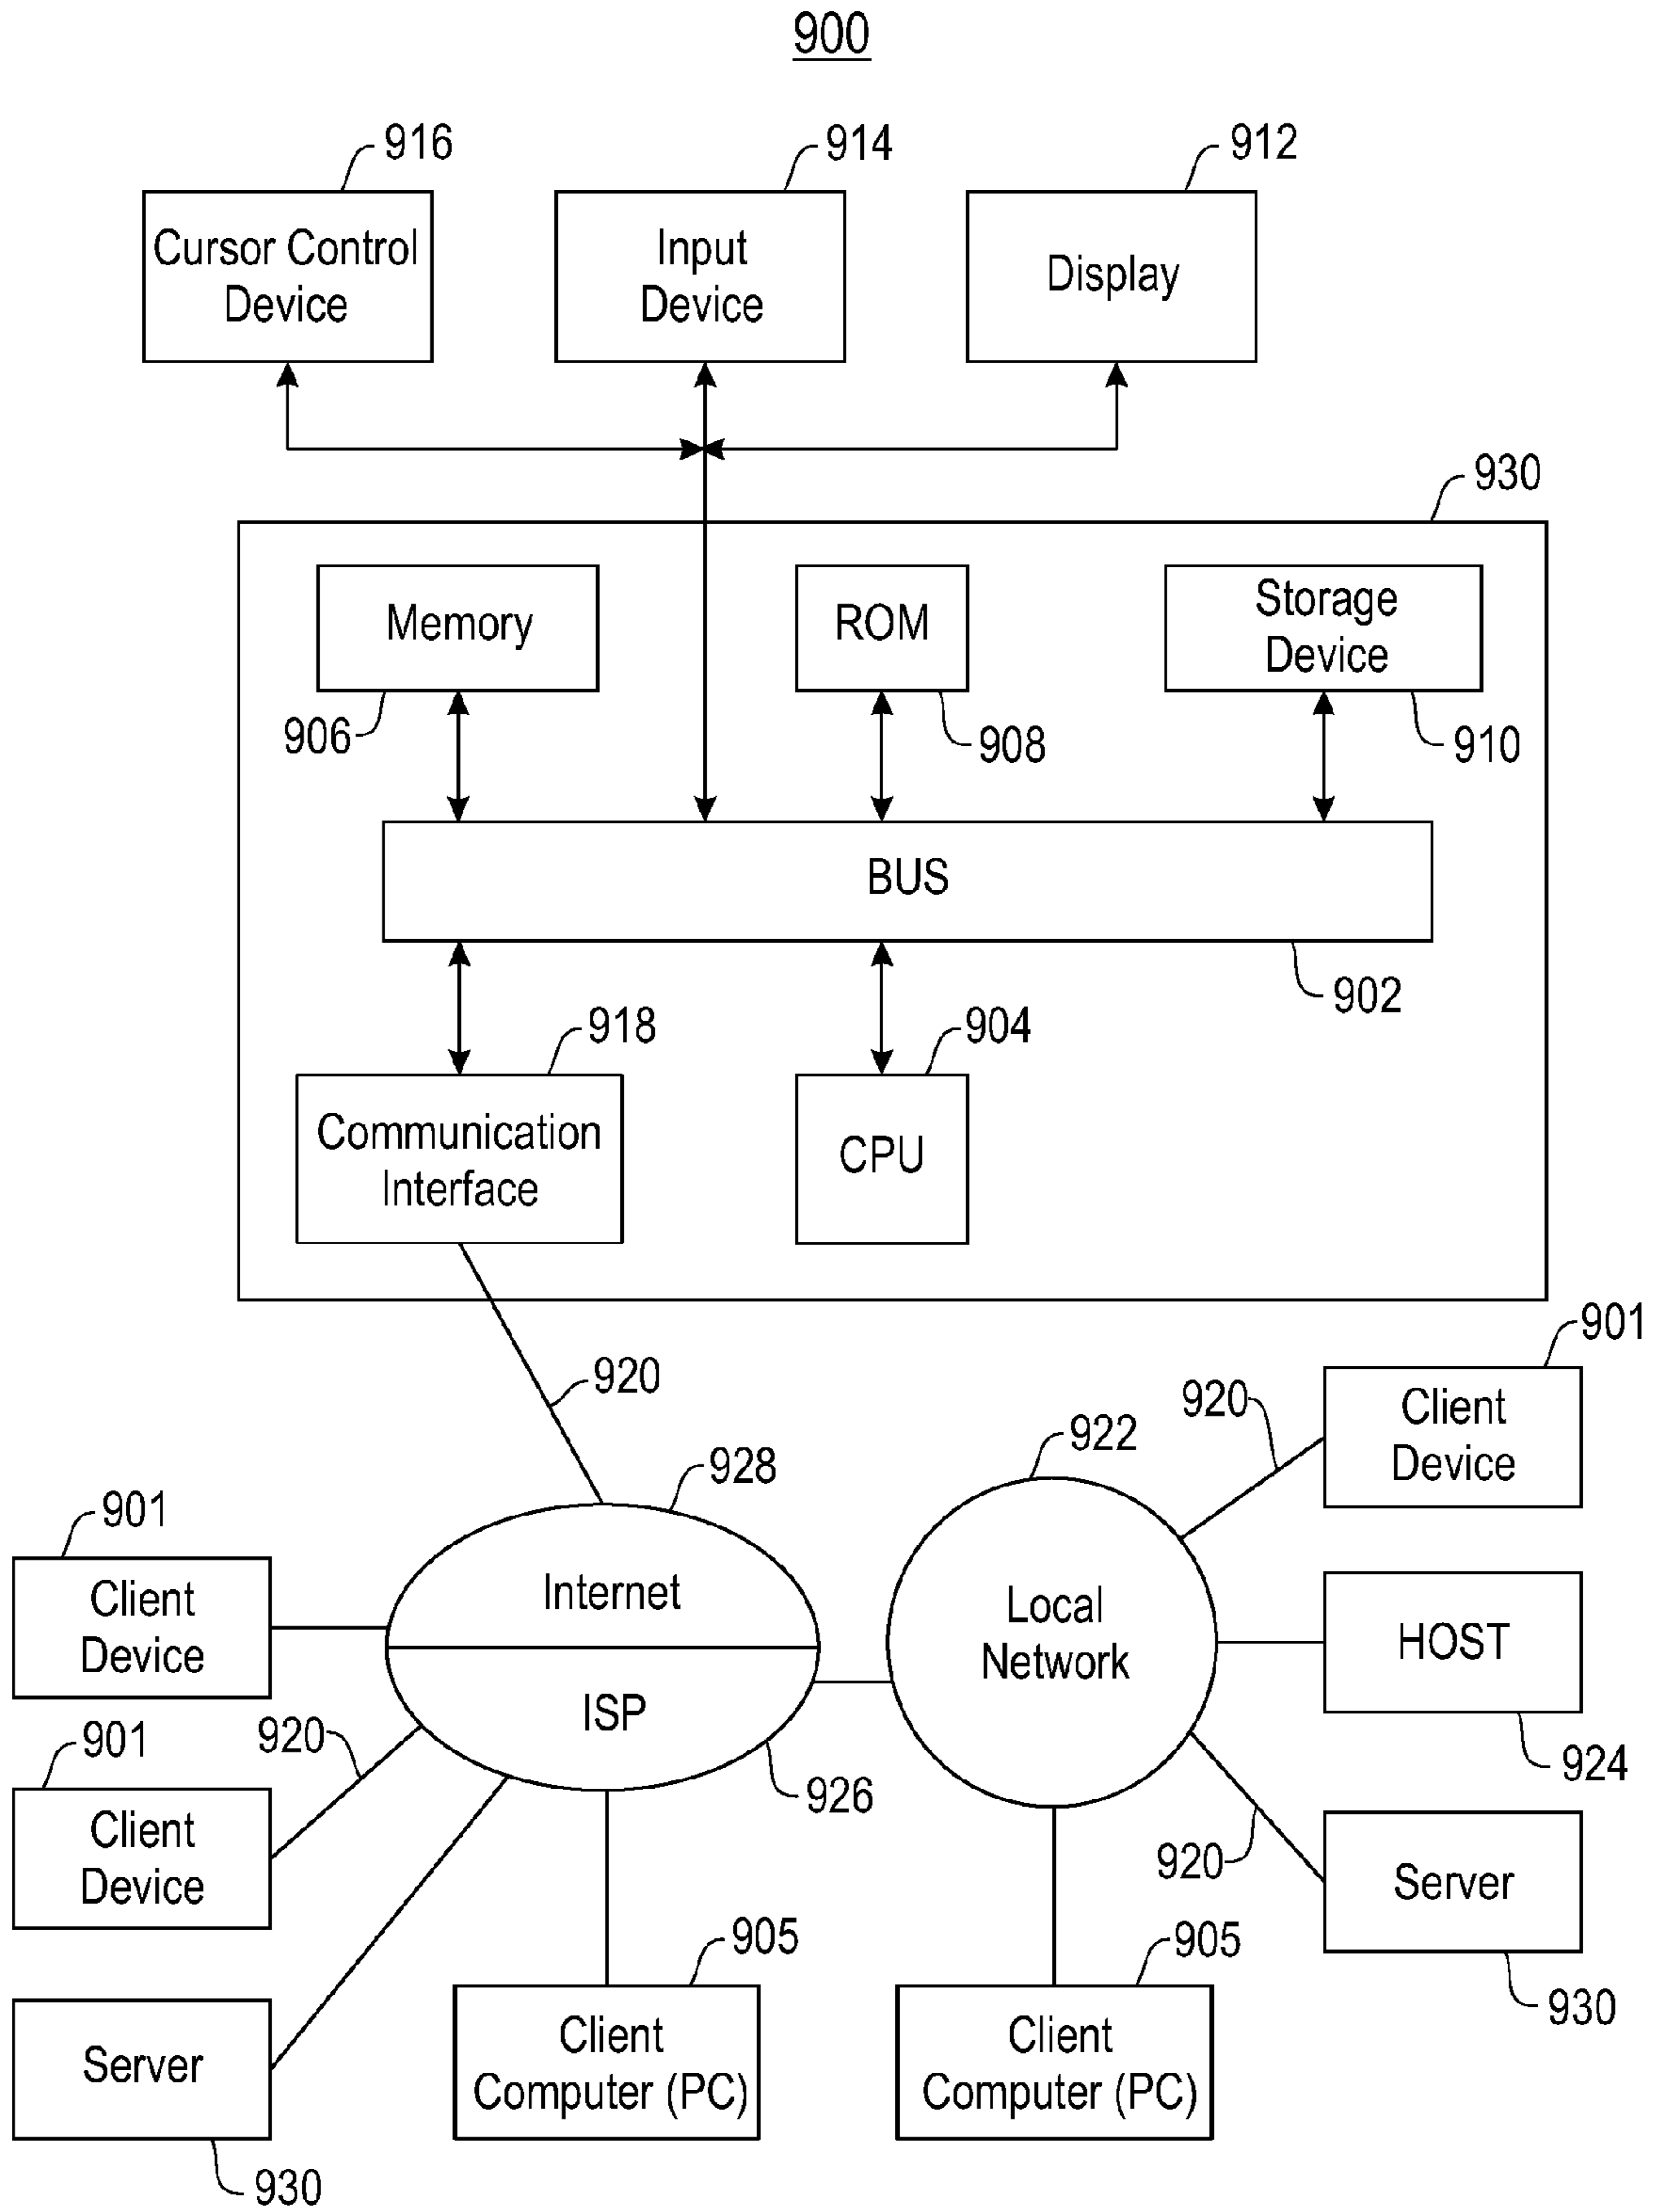 900
916
914
912
Cursor Control
Device
Input
Device
Display
930
Memory
ROM
Storage
Device
906
908
910
BUS
902
918
904
Communication
Interface
CPU
901
920
920
Client
Device
922
928
901
Internet
Local
Network
Client
Device
HOST
ISP
901
920
924
926
Client
Device
920
Server
905
905
930
Server
Client
Computer (PC)
Client
Computer (PC)
930